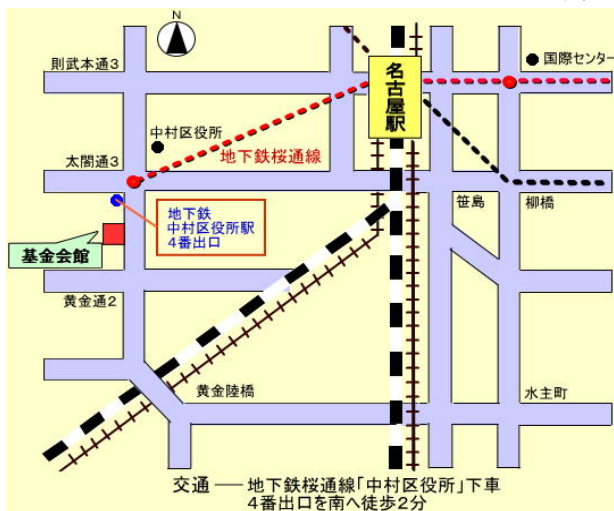 N
則武本通3
国際センター
名古屋駅
中村区役所
地下鉄桜通線
太閤通3
笹島
柳橋
地下鉄
中村区役所駅
4番出口
基金会館
黄金通2
黄金陸橋
水主町
交通 ── 地下鉄桜通線「中村区役所」下車
4番出口を南へ徒歩2分